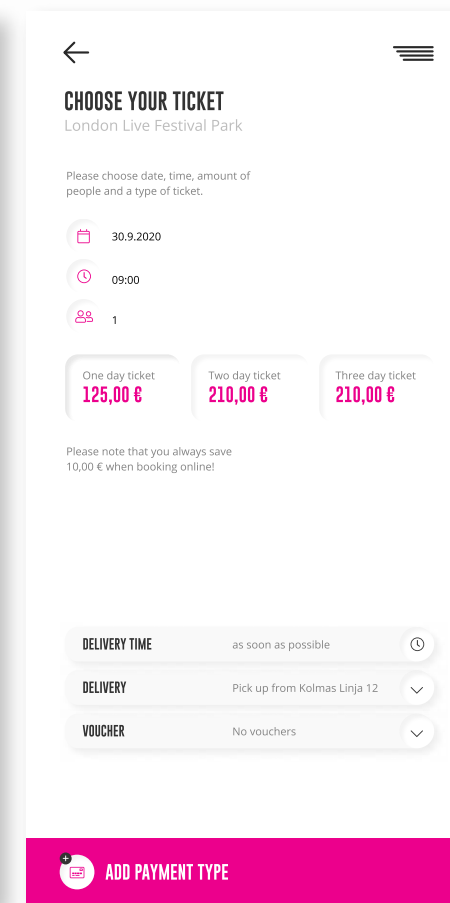 CHOOSE YOUR TICKET
London Live Festival Park
Please choose date, time, amount of
people and a type of ticket.
30.9.2020
09:00
1
One day ticket
125,00 €
Two day ticket
210,00 €
Three day ticket
210,00 €
Please note that you always save
10,00 € when booking online!
DELIVERY TIME as soon as possible
DELIVERY Pick up from Kolmas Linja 12
VOUCHER No vouchers
ADD PAYMENT TYPE